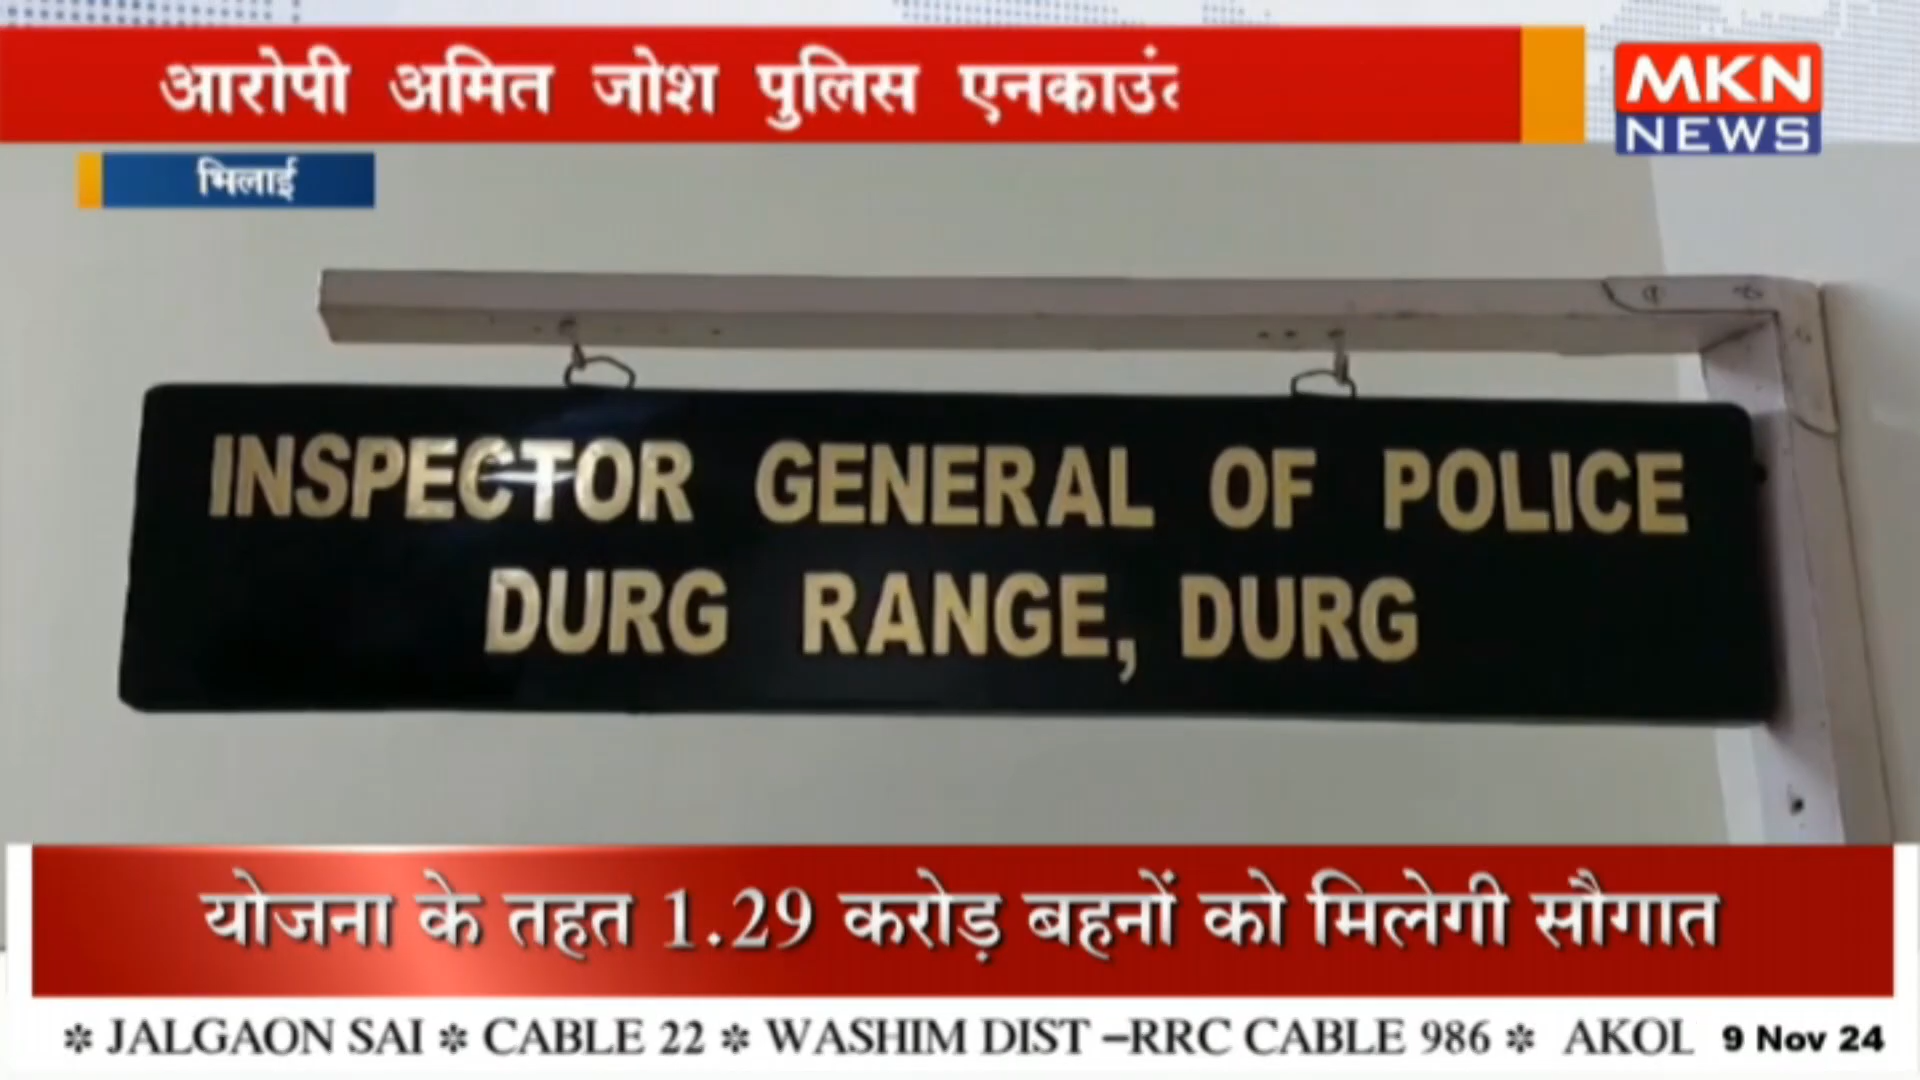 आरोपी अमित जोश पुलिस
MKN
NEWS
भिलाई
INSPECTOR GENERAL OF POLICE
DURG RANGE, DURG
योजना के तहत 1.29 करोड़ बहनों को मिलेगी सौगात
* JALGAON SAI * CABLE 22 * WASHIM DIST –RRC CABLE 986 * AKOL 9 Nov 24